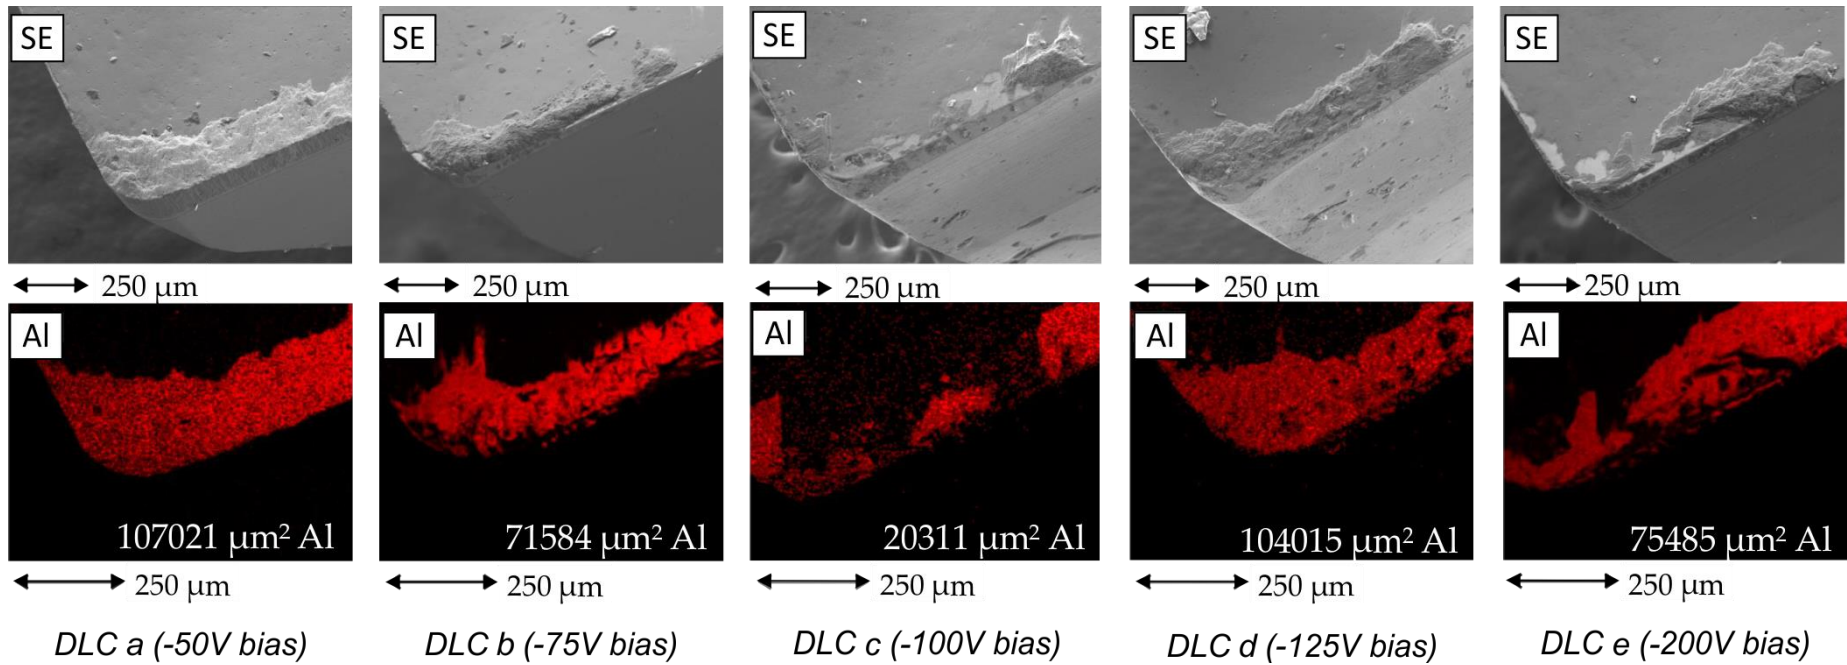 SE SE SE SE SE
250 µm 250 µm 250 µm 250 µm 250 µm
Al Al Al Al Al
107021 µm² Al 71584 µm² Al 20311 µm² Al 104015 µm² Al 75485 µm² Al
250 µm 250 µm 250 µm 250 µm 250 µm
DLC a (-50V bias) DLC b (-75V bias) DLC c (-100V bias) DLC d (-125V bias) DLC e (-200V bias)